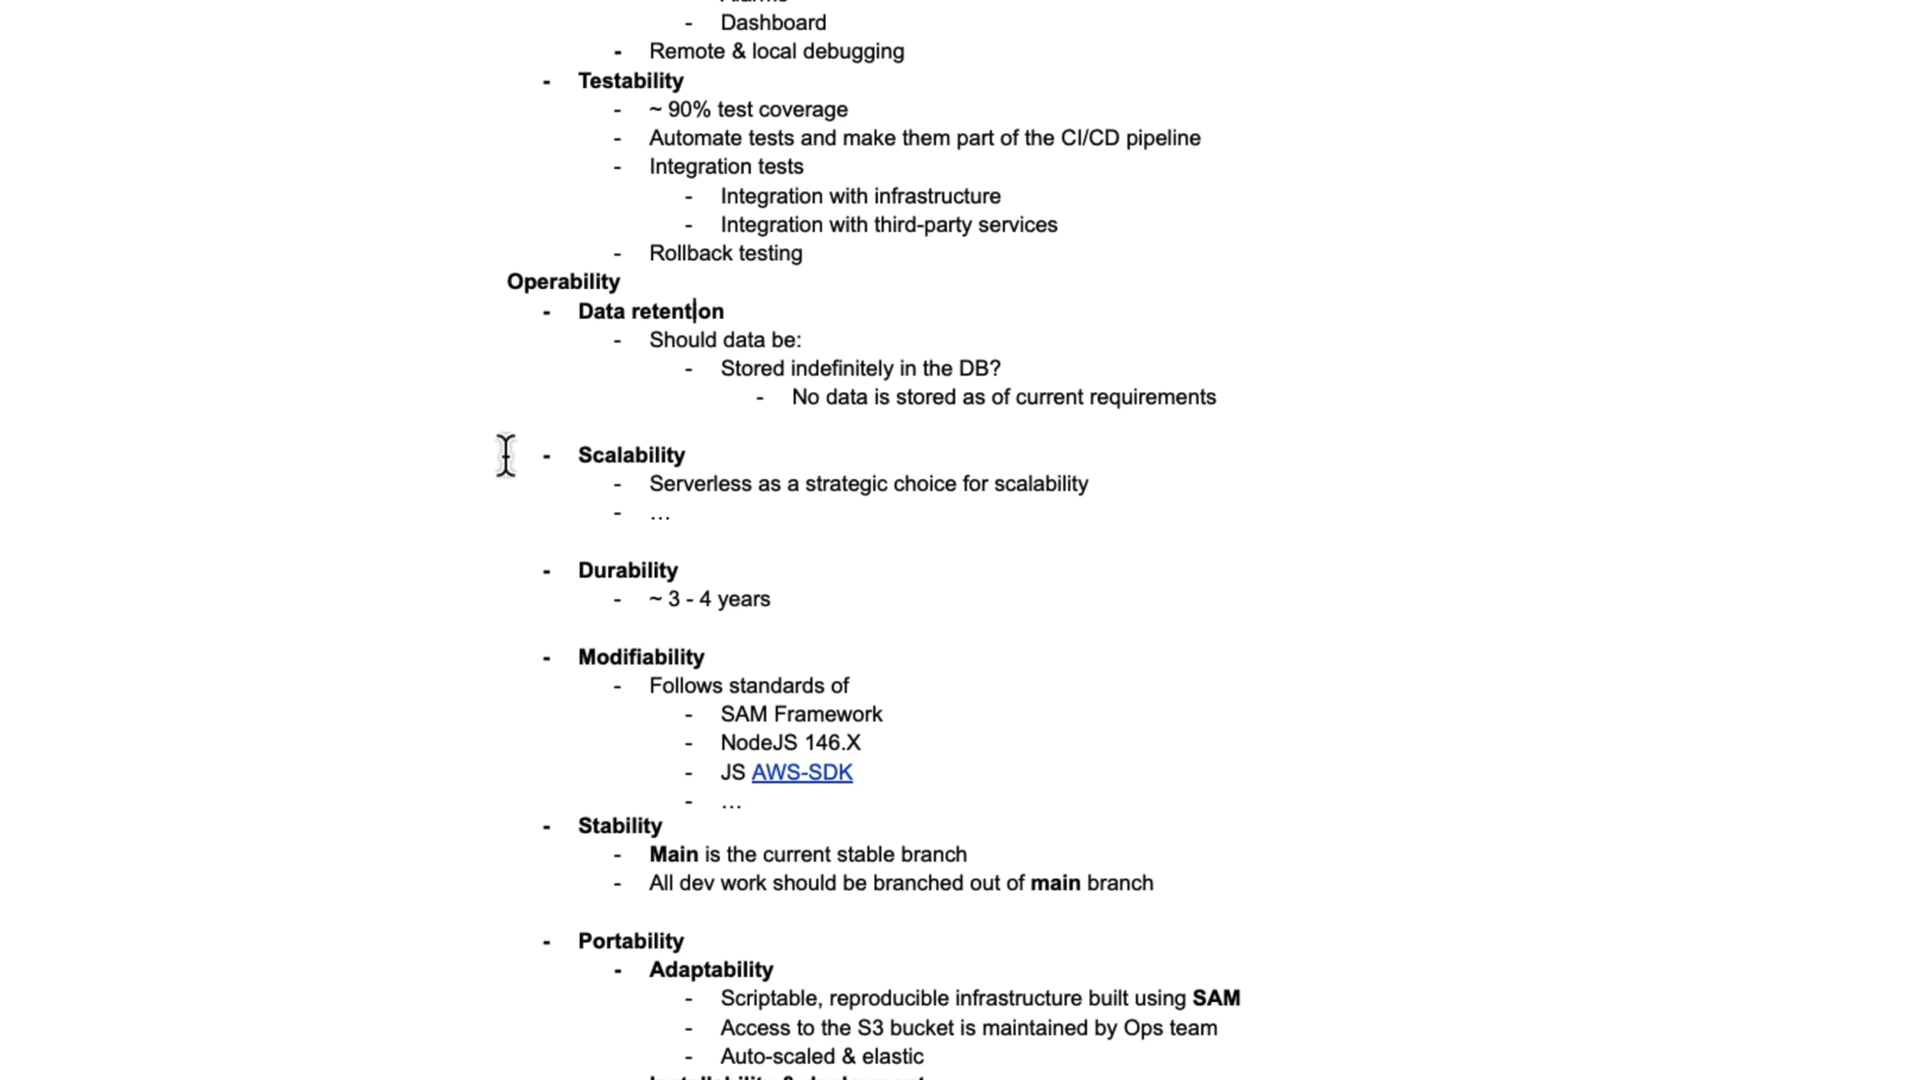 Alarms
- Dashboard
- Remote & local debugging
- Testability
- ~ 90% test coverage
- Automate tests and make them part of the CI/CD pipeline
- Integration tests
- Integration with infrastructure
- Integration with third-party services
- Rollback testing
Operability
- Data retention
- Should data be:
- Stored indefinitely in the DB?
- No data is stored as of current requirements
- Scalability
- Serverless as a strategic choice for scalability
- …
- Durability
- ~ 3 - 4 years
- Modifiability
- Follows standards of
- SAM Framework
- NodeJS 146.X
- JS AWS-SDK
- …
- Stability
- Main is the current stable branch
- All dev work should be branched out of main branch
- Portability
- Adaptability
- Scriptable, reproducible infrastructure built using SAM
- Access to the S3 bucket is maintained by Ops team
- Auto-scaled & elastic